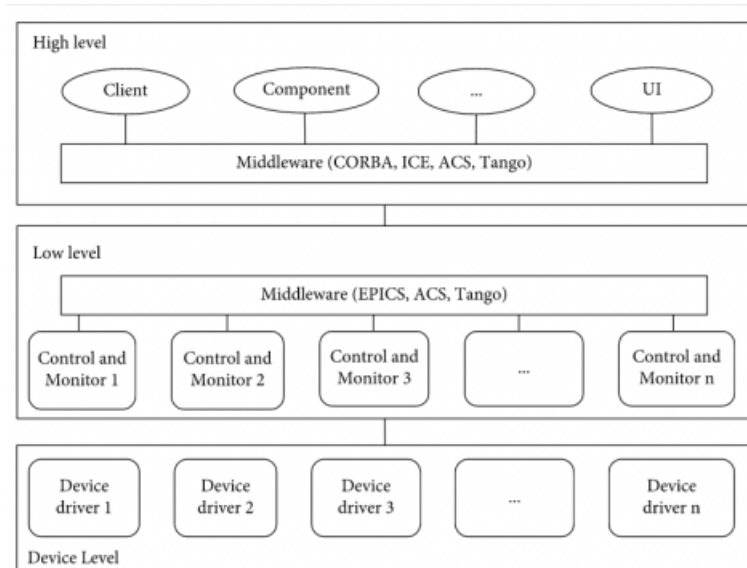 High level
Client
Component
...
UI
Middleware (CORBA, ICE, ACS, Tango)
Low level
Middleware (EPICS, ACS, Tango)
Control and
Monitor 1
Control and
Monitor 2
Control and
Monitor 3
...
Control and
Monitor n
Device
driver 1
Device
driver 2
Device
driver 3
...
Device
driver n
Device Level